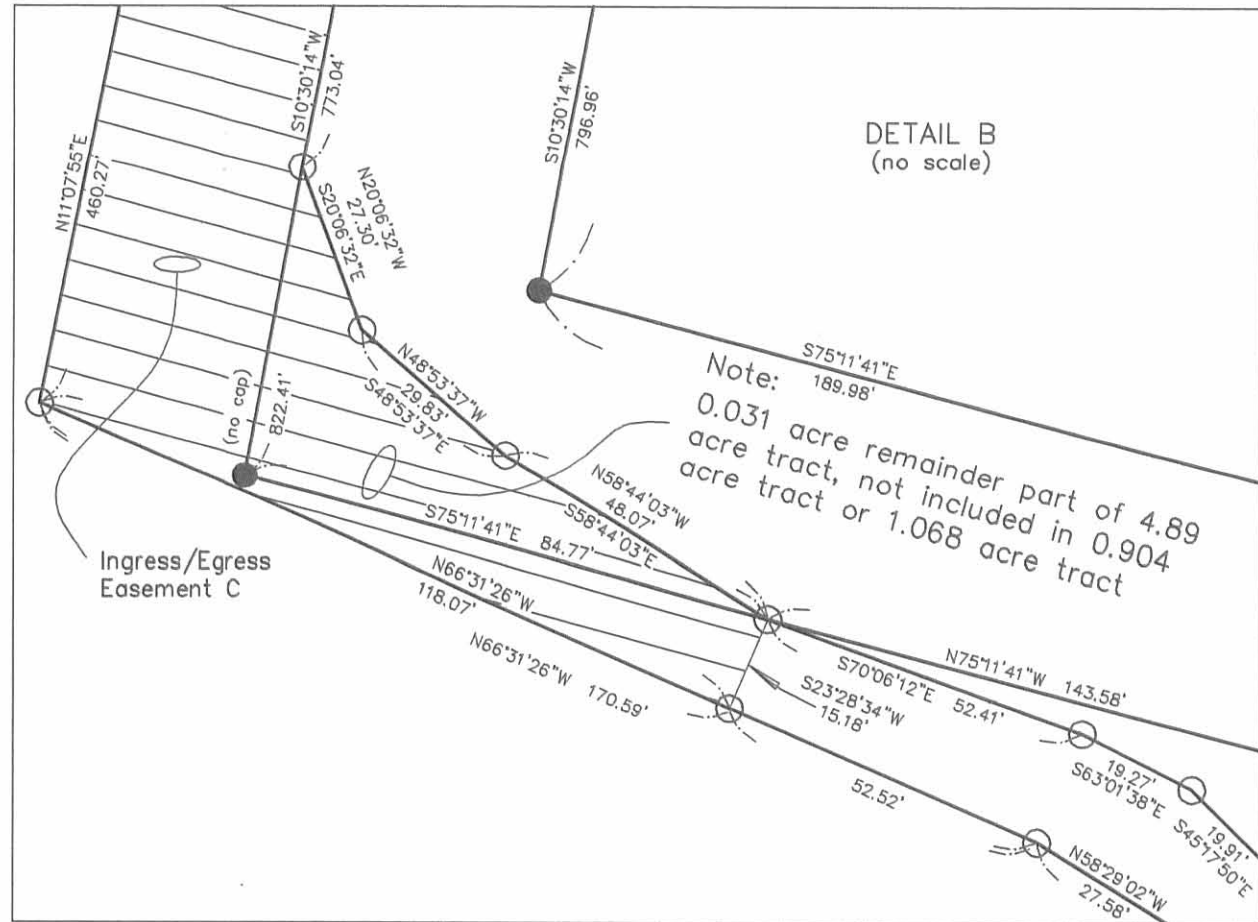 DETAIL B
(no scale)
S10°30'14"W
773.04'
S10°30'14"W
796.96'
N11°07'55"E
460.27'
N20°06'32"W
27.30'
S20°06'32"E
S75°11'41"E
189.98'
N48°53'37"W
29.83'
S48°53'37"E
(no cap)
822.41'
Note:
0.031 acre remainder part of 4.89
acre tract, not included in 0.904
acre tract or 1.068 acre tract
N58°44'03"W
48.07'
S58°44'03"E
S75°11'41"E 84.77'
Ingress/Egress
Easement C
N66°31'26"W
118.07'
N66°31'26"W 170.59'
S23°28'34"W
15.18'
N75°11'41"W 143.58'
S70°06'12"E 52.41'
19.27'
S63°01'38"E
19.91'
S45°17'50"E
52.52'
N58°29'02"W
27.58'